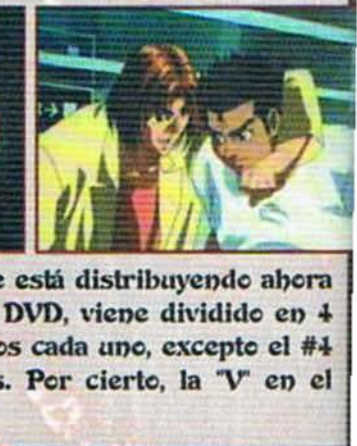 e está distribuyendo ahora
DVD, viene dividido en 4
os cada uno, excepto el #4
s. Por cierto, la "V" en el